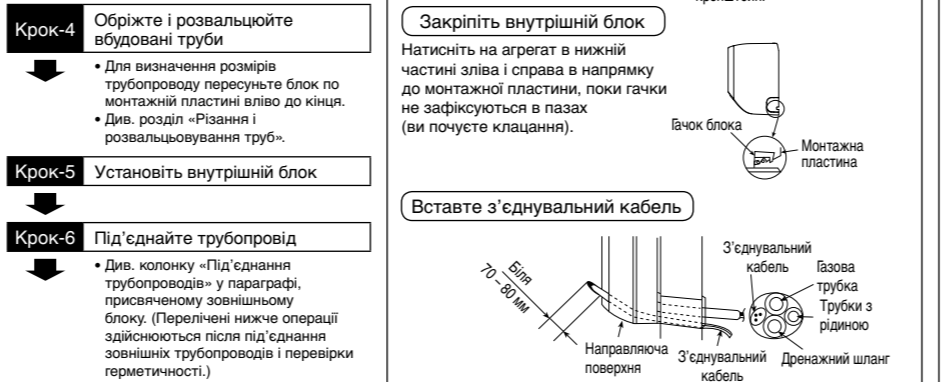 Крок-4
Обріжте і розвальцюйте
вбудовані труби
• Для визначення розмірів
трубопроводу пересуньте блок по
монтажній пластині вліво до кінця.
• Див. розділ «Різання і
розвальцьовування труб».
Крок-5
Установіть внутрішній блок
Крок-6
Під’єднайте трубопровід
• Див. колонку «Під’єднання
трубопроводів» у параграфі,
присвяченому зовнішньому
блоку. (Перелічені нижче операції
здійснюються після під’єднання
зовнішніх трубопроводів і перевірки
герметичності.)
Закріпіть внутрішній блок
Натисніть на агрегат в нижній
частині зліва і справа в напрямку
до монтажної пластини, поки гачки
не зафіксуються в пазах
(ви почуєте клацання).
Гачок блока
Монтажна
пластина
Вставте з’єднувальний кабель
Біля
70 – 80 мм
Направляюча
поверхня
З’єднувальний
кабель
З’єднувальний
кабель
Газова
трубка
Трубки з
рідиною
Дренажний шланг